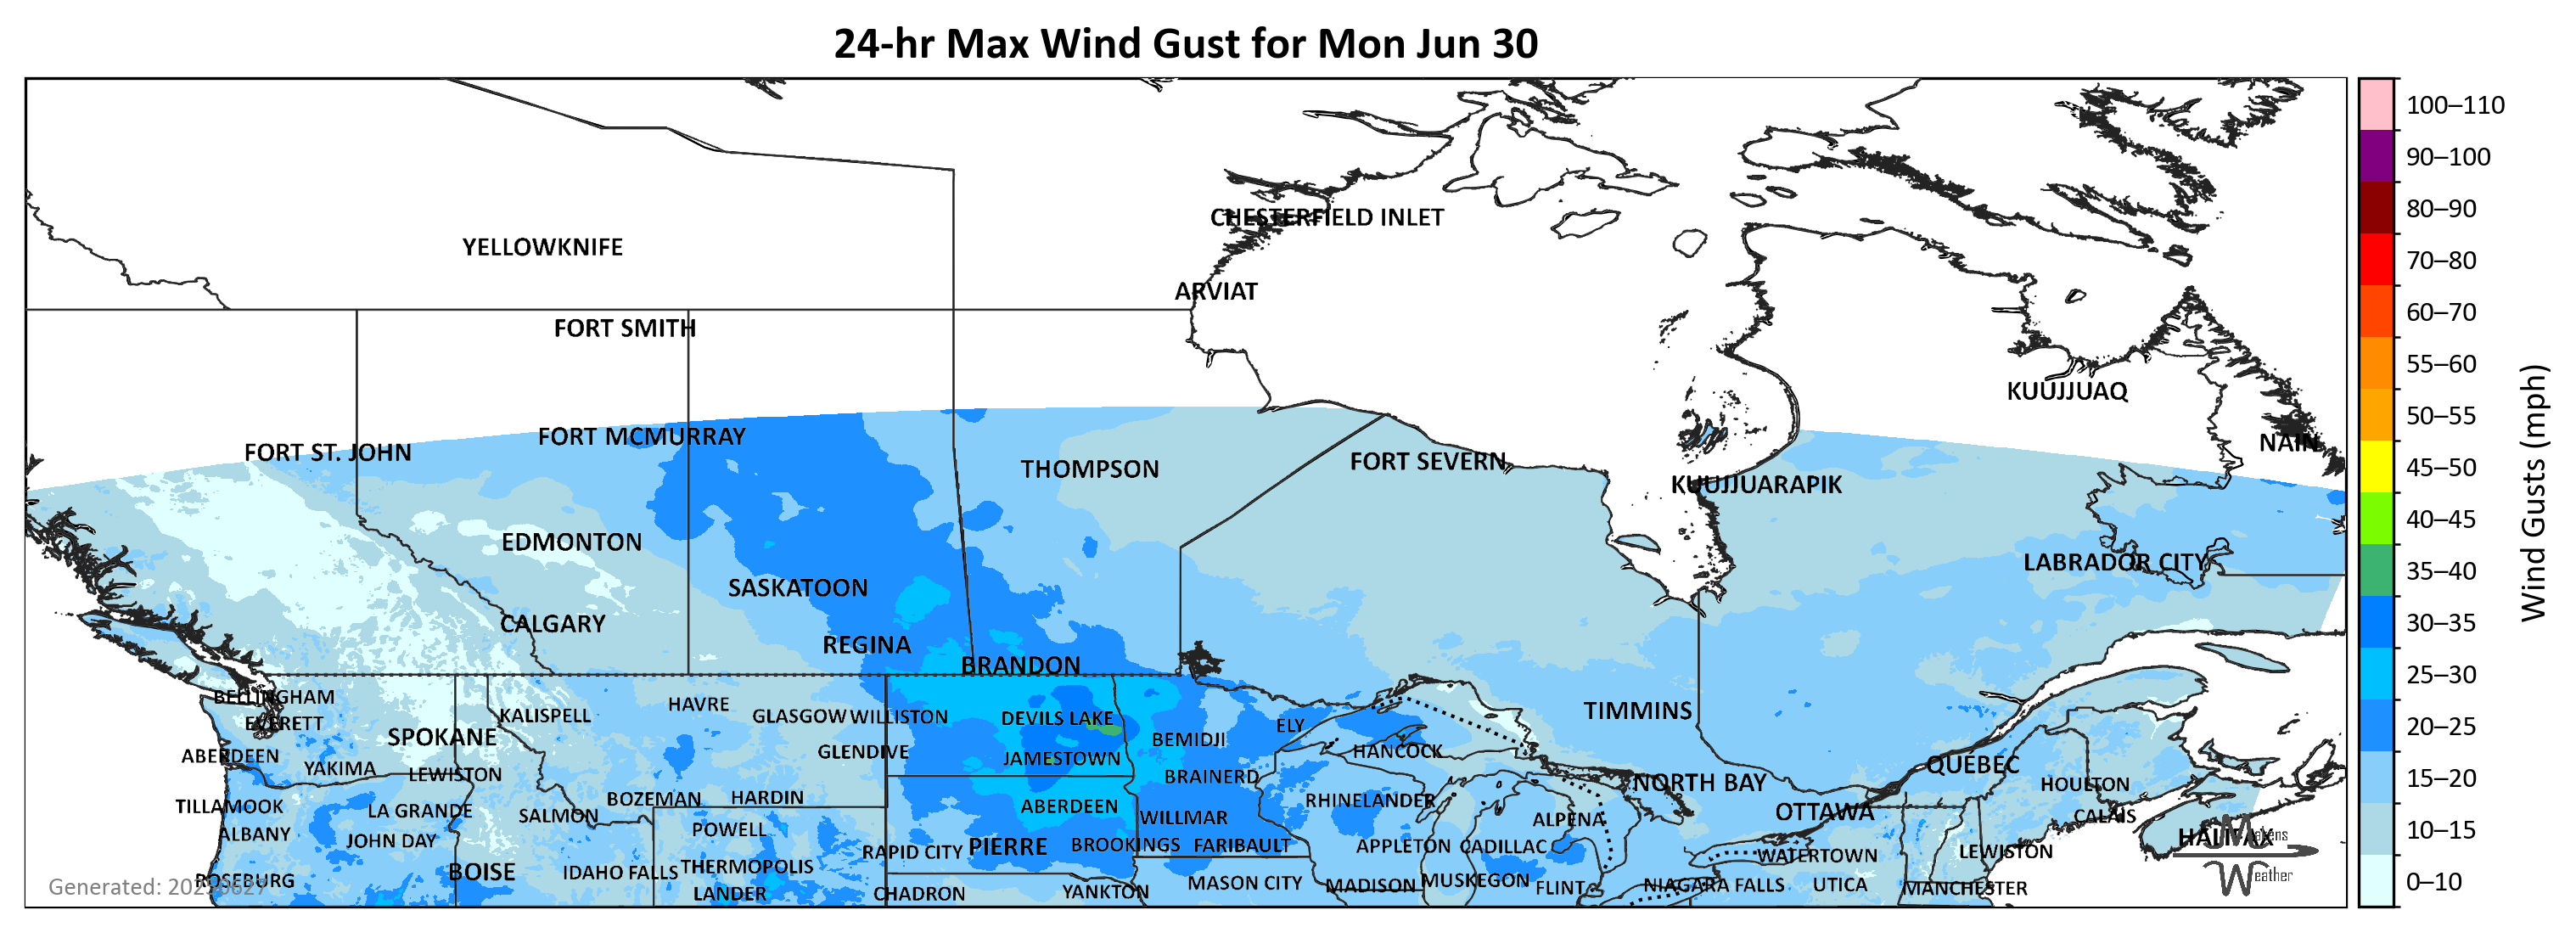 24-hr Max Wind Gust for Mon Jun 30
100–110
90–100
80–90
70–80
60–70
55–60
50–55
45–50
40–45
35–40
30–35
25–30
20–25
15–20
10–15
0–10
Wind Gusts (mph)
CHESTERFIELD INLET
YELLOWKNIFE
ARVIAT
FORT SMITH
KUUJJUAQ
FORT MCMURRAY
NAIN
FORT ST. JOHN
FORT SEVERN
THOMPSON
KUUJJUARAPIK
EDMONTON
LABRADOR CITY
SASKATOON
CALGARY
REGINA
BRANDON
BELLINGHAM
HAVRE
TIMMINS
KALISPELL
GLASGOW
WILLISTON
DEVILS LAKE
EVERETT
ELY
SPOKANE
BEMIDJI
GLENDIVE
HANCOCK
ABERDEEN
JAMESTOWN
QUÉBEC
YAKIMA
LEWISTON
BRAINERD
NORTH BAY
HOULTON
BOZEMAN
HARDIN
RHINELANDER
TILLAMOOK
ABERDEEN
LA GRANDE
OTTAWA
SALMON
CALAIS
WILLMAR
ALPENA
POWELL
ALBANY
HALIFAX
JOHN DAY
BROOKINGS
FARIBAULT
APPLETON
CADILLAC
PIERRE
RAPID CITY
LEWISTON
WATERTOWN
THERMOPOLIS
BOISE
IDAHO FALLS
ROSEBURG
MUSKEGON
MASON CITY
MADISON
NIAGARA FALLS
UTICA
FLINT
MANCHESTER
YANKTON
LANDER
CHADRON
Makens
Weather